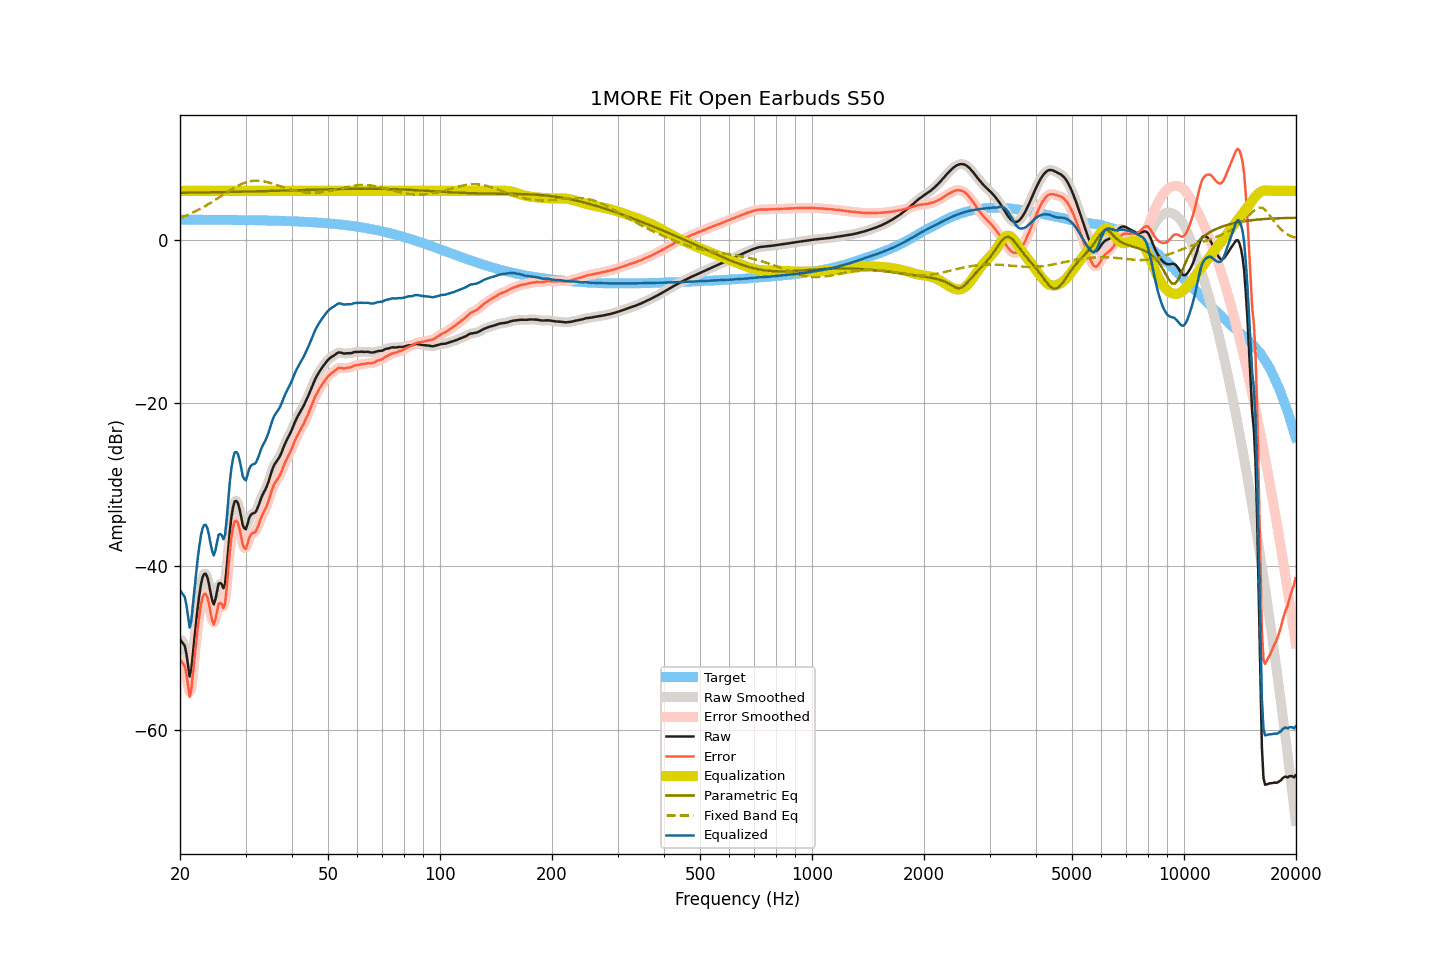 1MORE Fit Open Earbuds S50
0
−20
−40
−60
Amplitude (dBr)
Target
Raw Smoothed
Error Smoothed
Raw
Error
Equalization
Parametric Eq
Fixed Band Eq
Equalized
20 50 100 200 500 1000 2000 5000 10000 20000
Frequency (Hz)